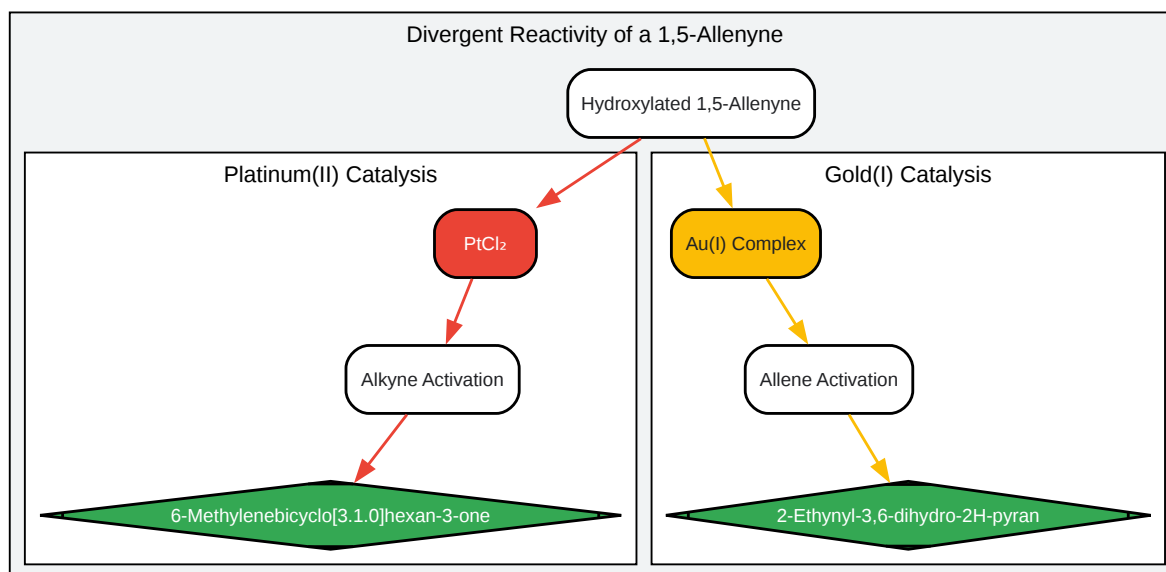 Divergent Reactivity of a 1,5-Allenyne
Hydroxylated 1,5-Allenyne
Platinum(II) Catalysis
Gold(I) Catalysis
PtCl₂
Au(I) Complex
Alkyne Activation
Allene Activation
6-Methylenebicyclo[3.1.0]hexan-3-one
2-Ethynyl-3,6-dihydro-2H-pyran